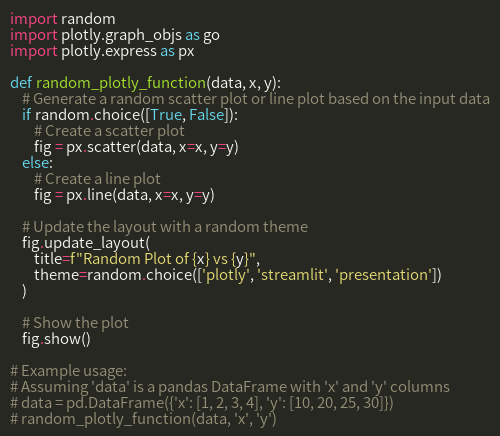 import random
import plotly.graph_objs as go
import plotly.express as px

def random_plotly_function(data, x, y):
    # Generate a random scatter plot or line plot based on the input data
    if random.choice([True, False]):
        # Create a scatter plot
        fig = px.scatter(data, x=x, y=y)
    else:
        # Create a line plot
        fig = px.line(data, x=x, y=y)

    # Update the layout with a random theme
    fig.update_layout(
        title=f"Random Plot of {x} vs {y}",
        theme=random.choice(['plotly', 'streamlit', 'presentation'])
    )

    # Show the plot
    fig.show()

# Example usage:
# Assuming 'data' is a pandas DataFrame with 'x' and 'y' columns
# data = pd.DataFrame({'x': [1, 2, 3, 4], 'y': [10, 20, 25, 30]})
# random_plotly_function(data, 'x', 'y')